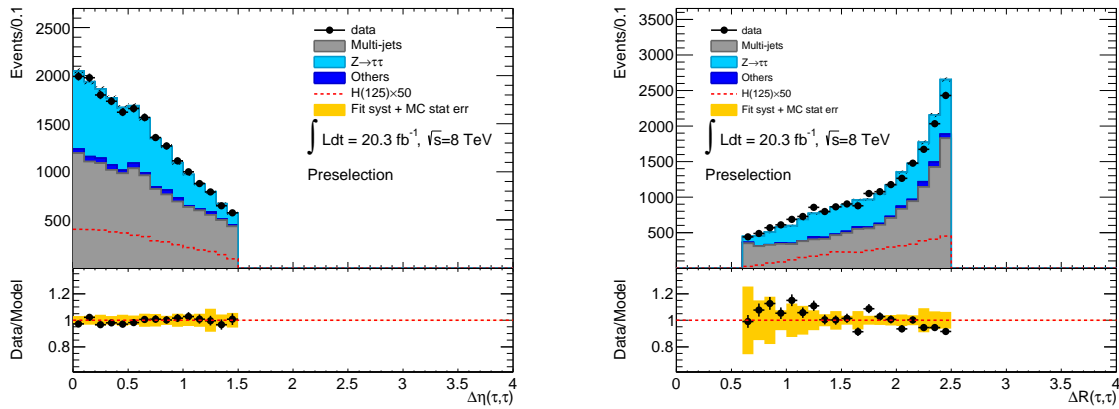 Events/0.1
2500
2000
1500
1000
500
data
Multi-jets
Z→ττ
Others
H(125)×50
Fit syst + MC stat err
∫ Ldt = 20.3 fb⁻¹, √s=8 TeV
Preselection
Data/Model
1.2
1
0.8
0 0.5 1 1.5 2 2.5 3 3.5 4
Δη(τ,τ)
Events/0.1
3500
3000
2500
2000
1500
1000
500
data
Multi-jets
Z→ττ
Others
H(125)×50
Fit syst + MC stat err
∫ Ldt = 20.3 fb⁻¹, √s=8 TeV
Preselection
Data/Model
1.2
1
0.8
0 0.5 1 1.5 2 2.5 3 3.5 4
ΔR(τ,τ)